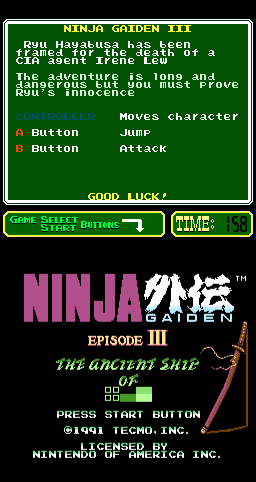 NINJA GAIDEN III
Ryu Hayabusa has been
framed for the death of a
CIA agent Irene Lew
The adventure is long and
dangerous but you must prove
Ryu's innocence
CONTROLLER Moves character
A Button Jump
B Button Attack
GOOD LUCK!
GAME SELECT
START BUTTONS
TIME: 158
NINJA 外伝 ™
GAIDEN
EPISODE III
THE ANCIENT SHIP
OF
PRESS START BUTTON
©1991 TECMO,INC.
LICENSED BY
NINTENDO OF AMERICA INC.